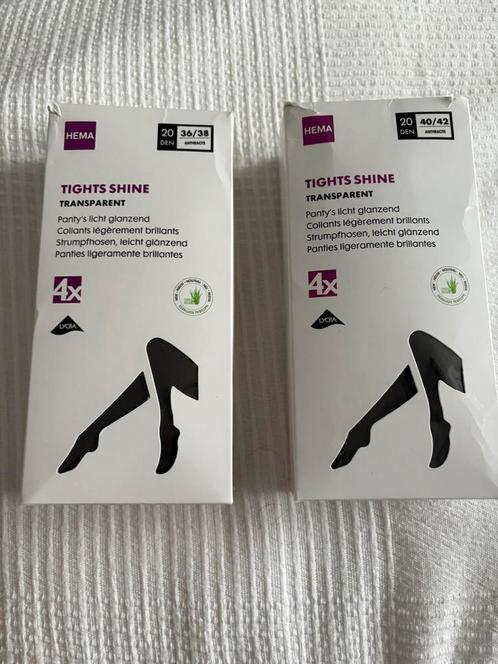 HEMA
20 DEN
36/38
ANTHRACITE
TIGHTS SHINE
TRANSPARENT
Panty's licht glanzend
Collants légèrement brillants
Strumpfhosen, leicht glänzend
Panties ligeramente brillantes
4x
LYCRA
HEMA
20 DEN
40/42
ANTHRACITE
TIGHTS SHINE
TRANSPARENT
Panty's licht glanzend
Collants légèrement brillants
Strumpfhosen, leicht glänzend
Panties ligeramente brillantes
4x
LYCRA